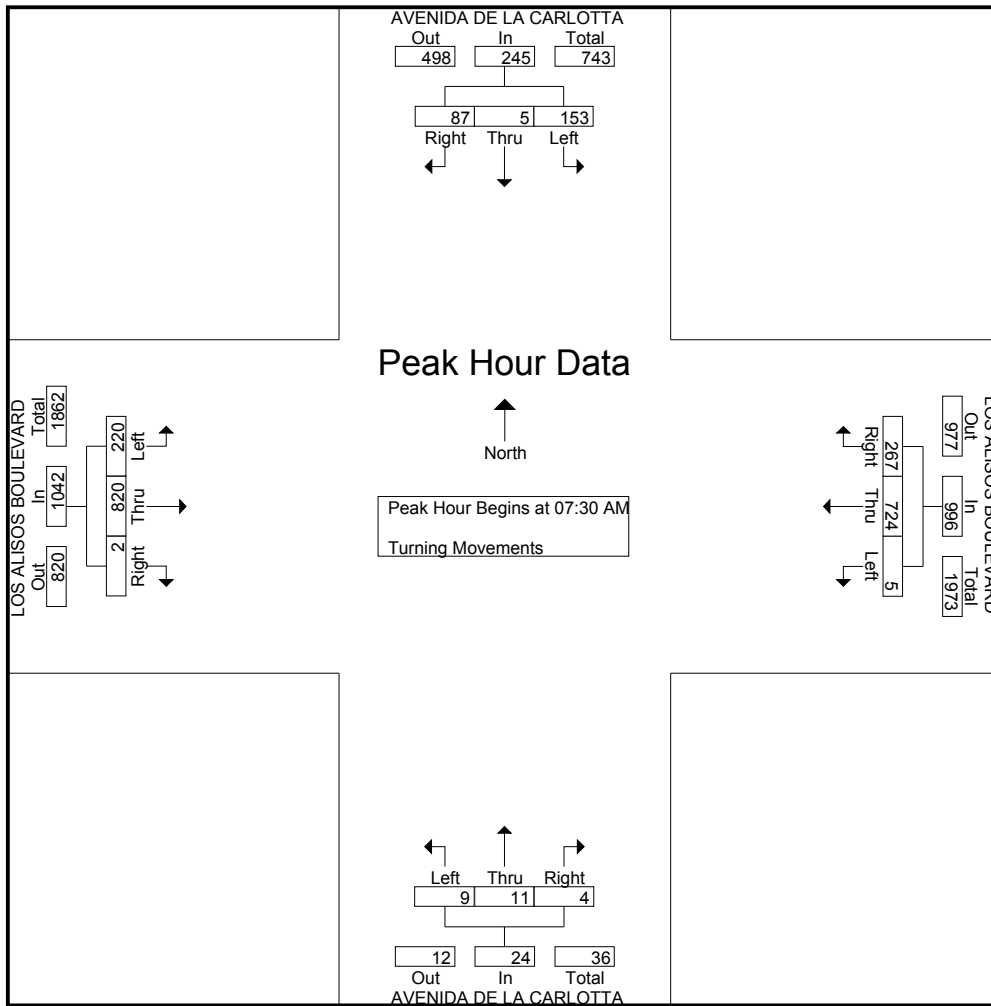 AVENIDA DE LA CARLOTTA
Out In Total
498 245 743
87 5 153
Right Thru Left
Peak Hour Data
North
Peak Hour Begins at 07:30 AM
Turning Movements
LOS ALISOS BOULEVARD
Total In Out
1862 1042 820
220 820 2
Left Thru Right
LOS ALISOS BOULEVARD
Out In Total
977 996 1973
267 724 5
Right Thru Left
Left Thru Right
9 11 4
12 24 36
Out In Total
AVENIDA DE LA CARLOTTA